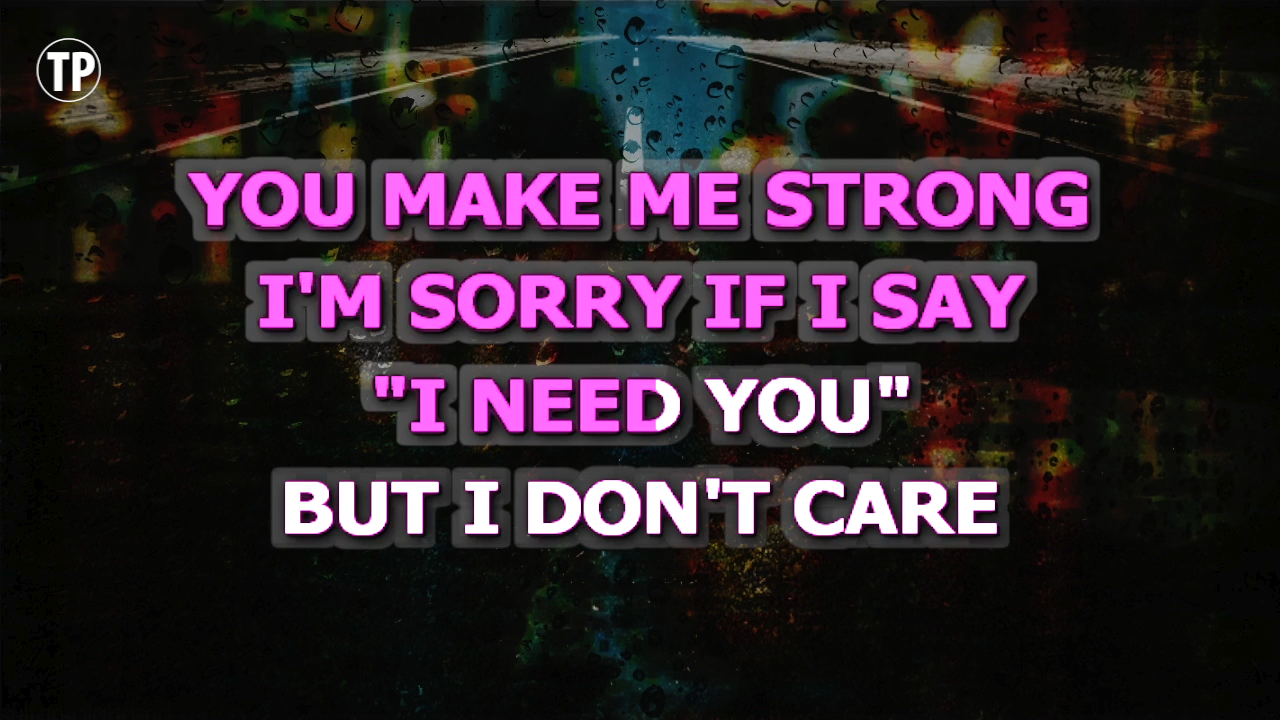 TP
YOU MAKE ME STRONG
I'M SORRY IF I SAY
"I NEED YOU"
BUT I DON'T CARE